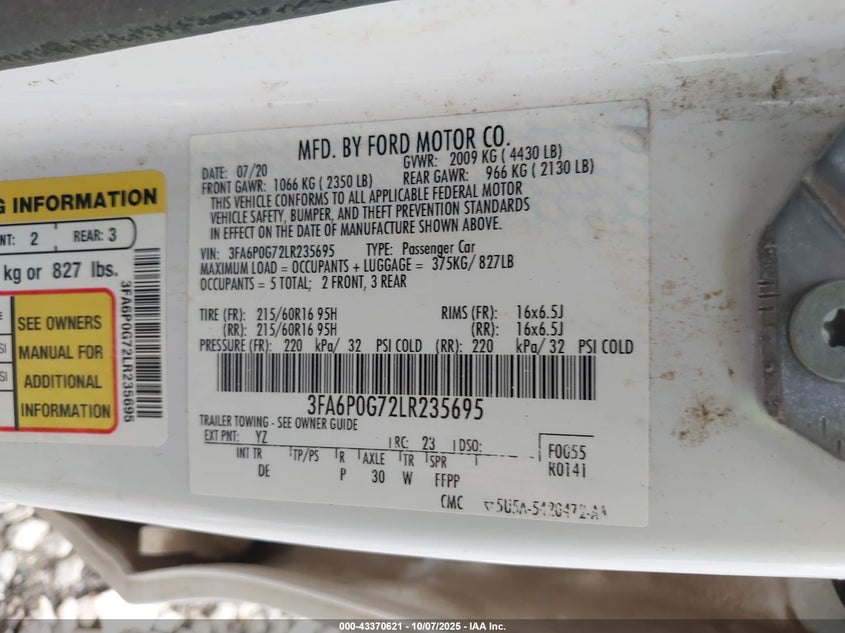 MFD. BY FORD MOTOR CO.
DATE: 07/20 GVWR: 2009 KG ( 4430 LB)
FRONT GAWR: 1066 KG ( 2350 LB) REAR GAWR: 966 KG ( 2130 LB)
THIS VEHICLE CONFORMS TO ALL APPLICABLE FEDERAL MOTOR
VEHICLE SAFETY, BUMPER, AND THEFT PREVENTION STANDARDS
IN EFFECT ON THE DATE OF MANUFACTURE SHOWN ABOVE.
VIN: 3FA6P0G72LR235695 TYPE: Passenger Car
MAXIMUM LOAD = OCCUPANTS + LUGGAGE = 375KG/ 827LB
OCCUPANTS = 5 TOTAL; 2 FRONT, 3 REAR
TIRE (FR): 215/60R16 95H RIMS (FR): 16x6.5J
(RR): 215/60R16 95H (RR): 16x6.5J
PRESSURE (FR): 220 kPa/ 32 PSI COLD (RR): 220 kPa/ 32 PSI COLD
3FA6P0G72LR235695
TRAILER TOWING - SEE OWNER GUIDE
EXT PNT: YZ RC: 23 DSO: F0055
INT TR TP/PS R AXLE TR SPR R0141
DE P 30 W FFPP
CMC
INFORMATION
2 REAR: 3
kg or 827 lbs.
SEE OWNERS
MANUAL FOR
ADDITIONAL
INFORMATION
3FA6P0G72LR235695
000-43370621 - 10/07/2025 - IAA Inc.